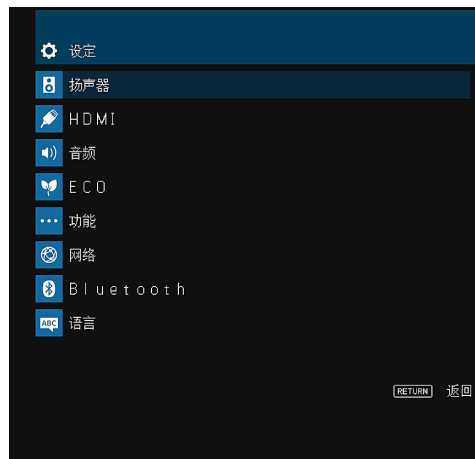 设定
扬声器
HDMI
音频
ECO
功能
网络
Bluetooth
ABC 语言
RETURN 返回